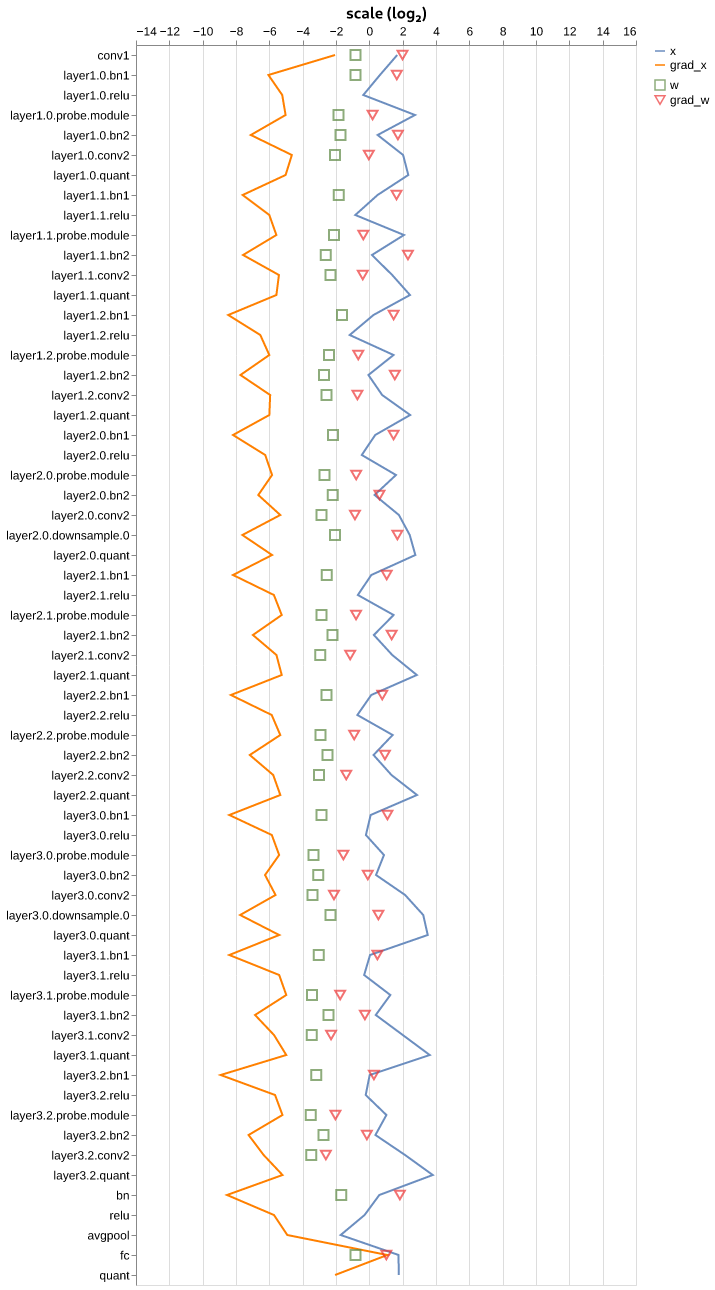 scale (log₂)
−14 −12 −10 −8 −6 −4 −2 0 2 4 6 8 10 12 14 16
x
grad_x
w
grad_w
conv1
layer1.0.bn1
layer1.0.relu
layer1.0.probe.module
layer1.0.bn2
layer1.0.conv2
layer1.0.quant
layer1.1.bn1
layer1.1.relu
layer1.1.probe.module
layer1.1.bn2
layer1.1.conv2
layer1.1.quant
layer1.2.bn1
layer1.2.relu
layer1.2.probe.module
layer1.2.bn2
layer1.2.conv2
layer1.2.quant
layer2.0.bn1
layer2.0.relu
layer2.0.probe.module
layer2.0.bn2
layer2.0.conv2
layer2.0.downsample.0
layer2.0.quant
layer2.1.bn1
layer2.1.relu
layer2.1.probe.module
layer2.1.bn2
layer2.1.conv2
layer2.1.quant
layer2.2.bn1
layer2.2.relu
layer2.2.probe.module
layer2.2.bn2
layer2.2.conv2
layer2.2.quant
layer3.0.bn1
layer3.0.relu
layer3.0.probe.module
layer3.0.bn2
layer3.0.conv2
layer3.0.downsample.0
layer3.0.quant
layer3.1.bn1
layer3.1.relu
layer3.1.probe.module
layer3.1.bn2
layer3.1.conv2
layer3.1.quant
layer3.2.bn1
layer3.2.relu
layer3.2.probe.module
layer3.2.bn2
layer3.2.conv2
layer3.2.quant
bn
relu
avgpool
fc
quant